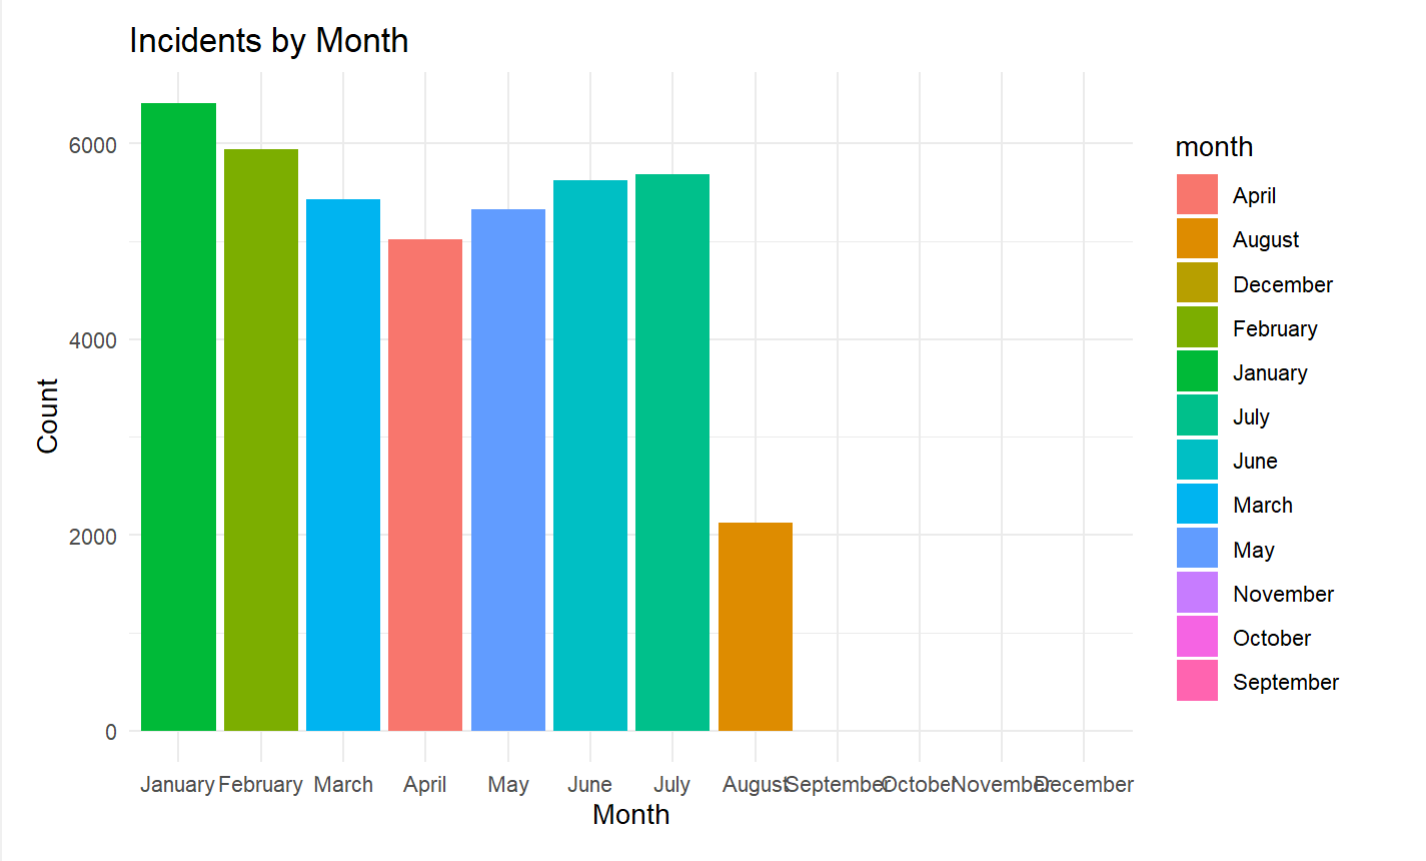 Incidents by Month
6000
4000
2000
0
Count
January February March April May June July August September October November December
Month
month
April
August
December
February
January
July
June
March
May
November
October
September